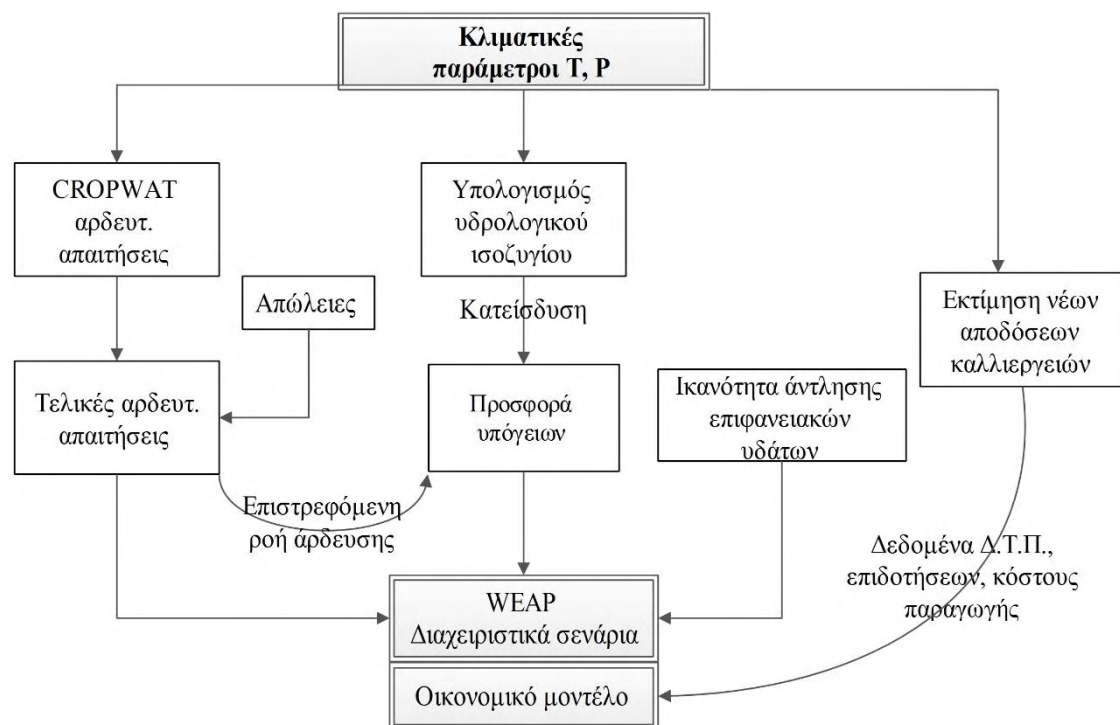 Κλιματικές
παράμετροι Τ, Ρ
CROPWAT
αρδευτ.
απαιτήσεις
Υπολογισμός
υδρολογικού
ισοζυγίου
Απώλειες
Κατείσδυση
Εκτίμηση νέων
αποδόσεων
καλλιεργειών
Τελικές αρδευτ.
απαιτήσεις
Προσφορά
υπόγειων
Ικανότητα άντλησης
επιφανειακών
υδάτων
Επιστρεφόμενη
ροή άρδευσης
Δεδομένα Δ.Τ.Π.,
επιδοτήσεων, κόστους
παραγωγής
WEAP
Διαχειριστικά σενάρια
Οικονομικό μοντέλο